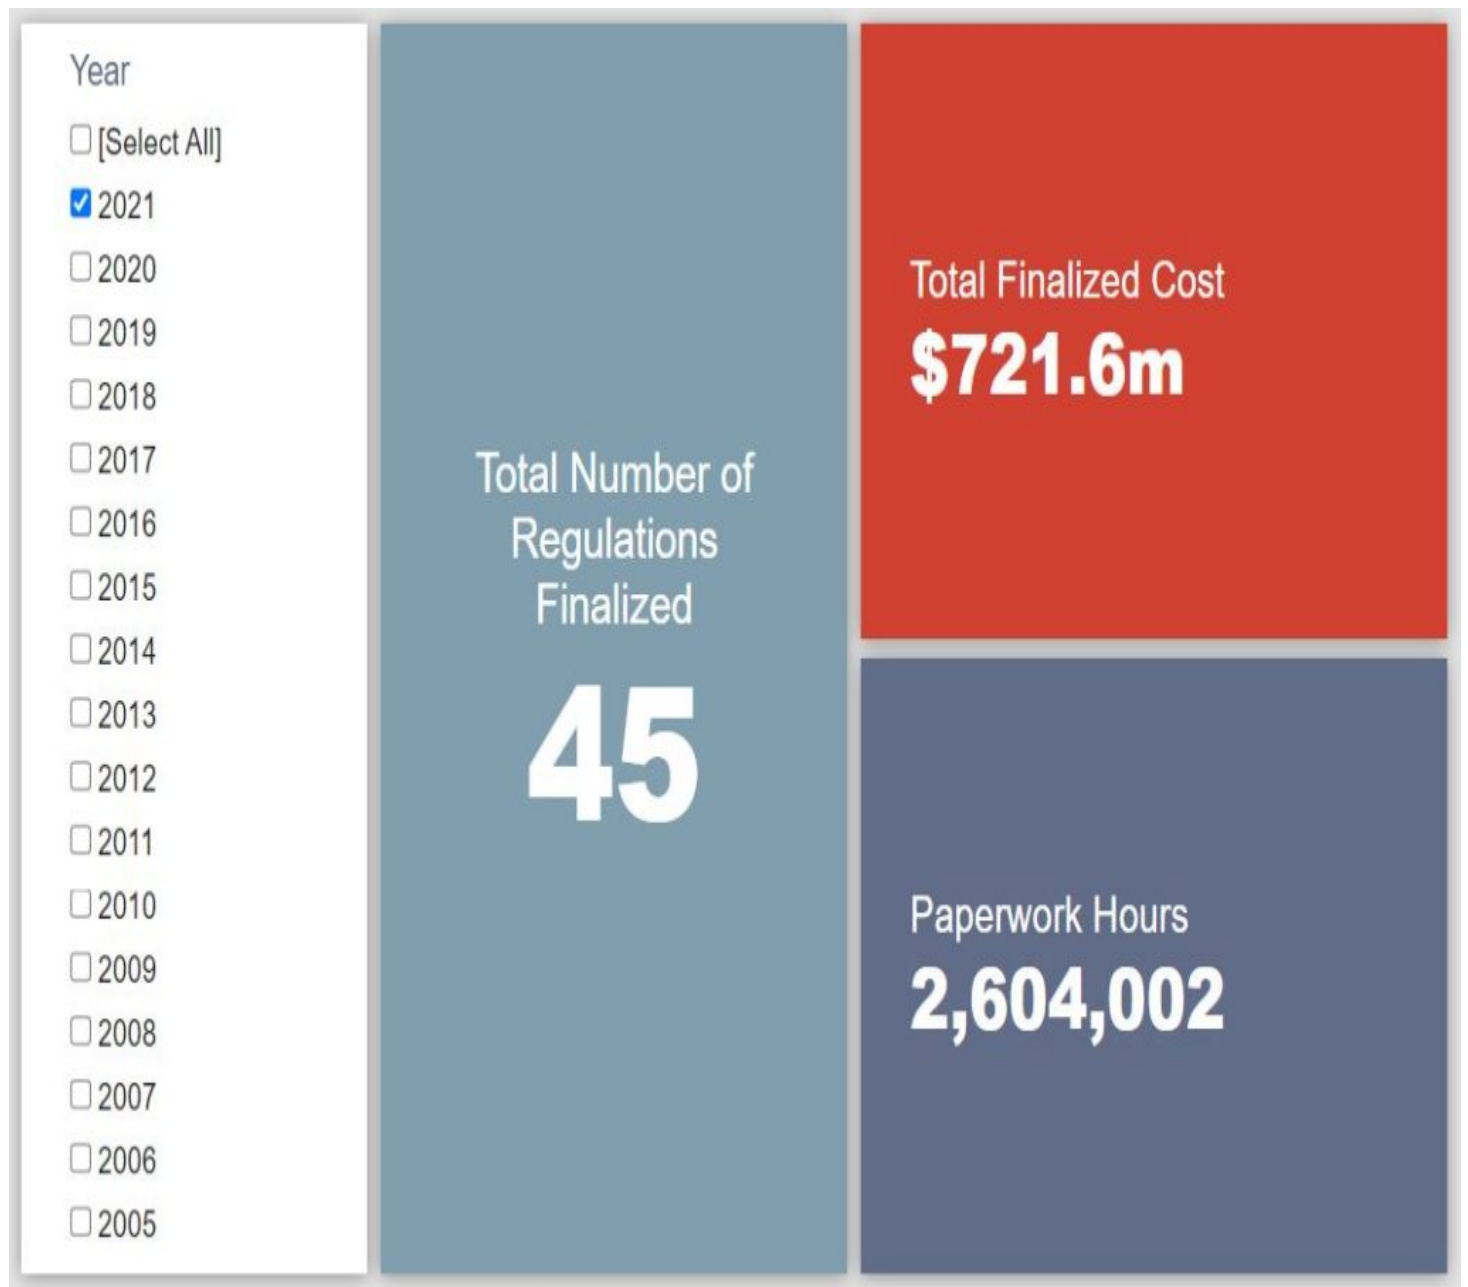 Year
[Select All]
2021
2020
2019
2018
2017
2016
2015
2014
2013
2012
2011
2010
2009
2008
2007
2006
2005
Total Number of
Regulations
Finalized
45
Total Finalized Cost
$721.6m
Paperwork Hours
2,604,002